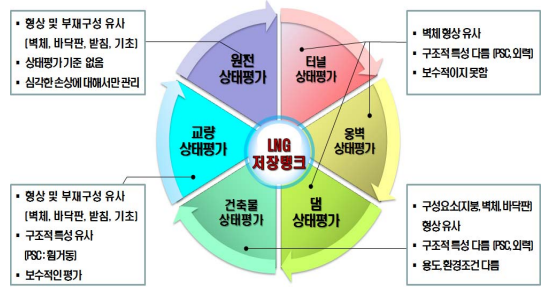 • 형상 및 부재구성 유사
(벽체, 바닥판, 받침, 기초)
• 상태평가 기준 없음
• 심각한 손상에 대해서만 관리
• 벽체 형상 유사
• 구조적 특성 다름 (PSC, 외력)
• 보수적이지 못함
원전
상태평가
터널
상태평가
교량
상태평가
LNG
저장탱크
옹벽
상태평가
건축물
상태평가
댐
상태평가
• 형상 및 부재구성 유사
(벽체, 바닥판, 받침, 기초)
• 구조적 특성 유사
(PSC : 휨거동)
• 보수적인 평가
• 구성요소(지붕, 벽체, 바닥판)
형상 유사
• 구조적 특성 다름 (PSC, 외력)
• 용도, 환경조건 다름